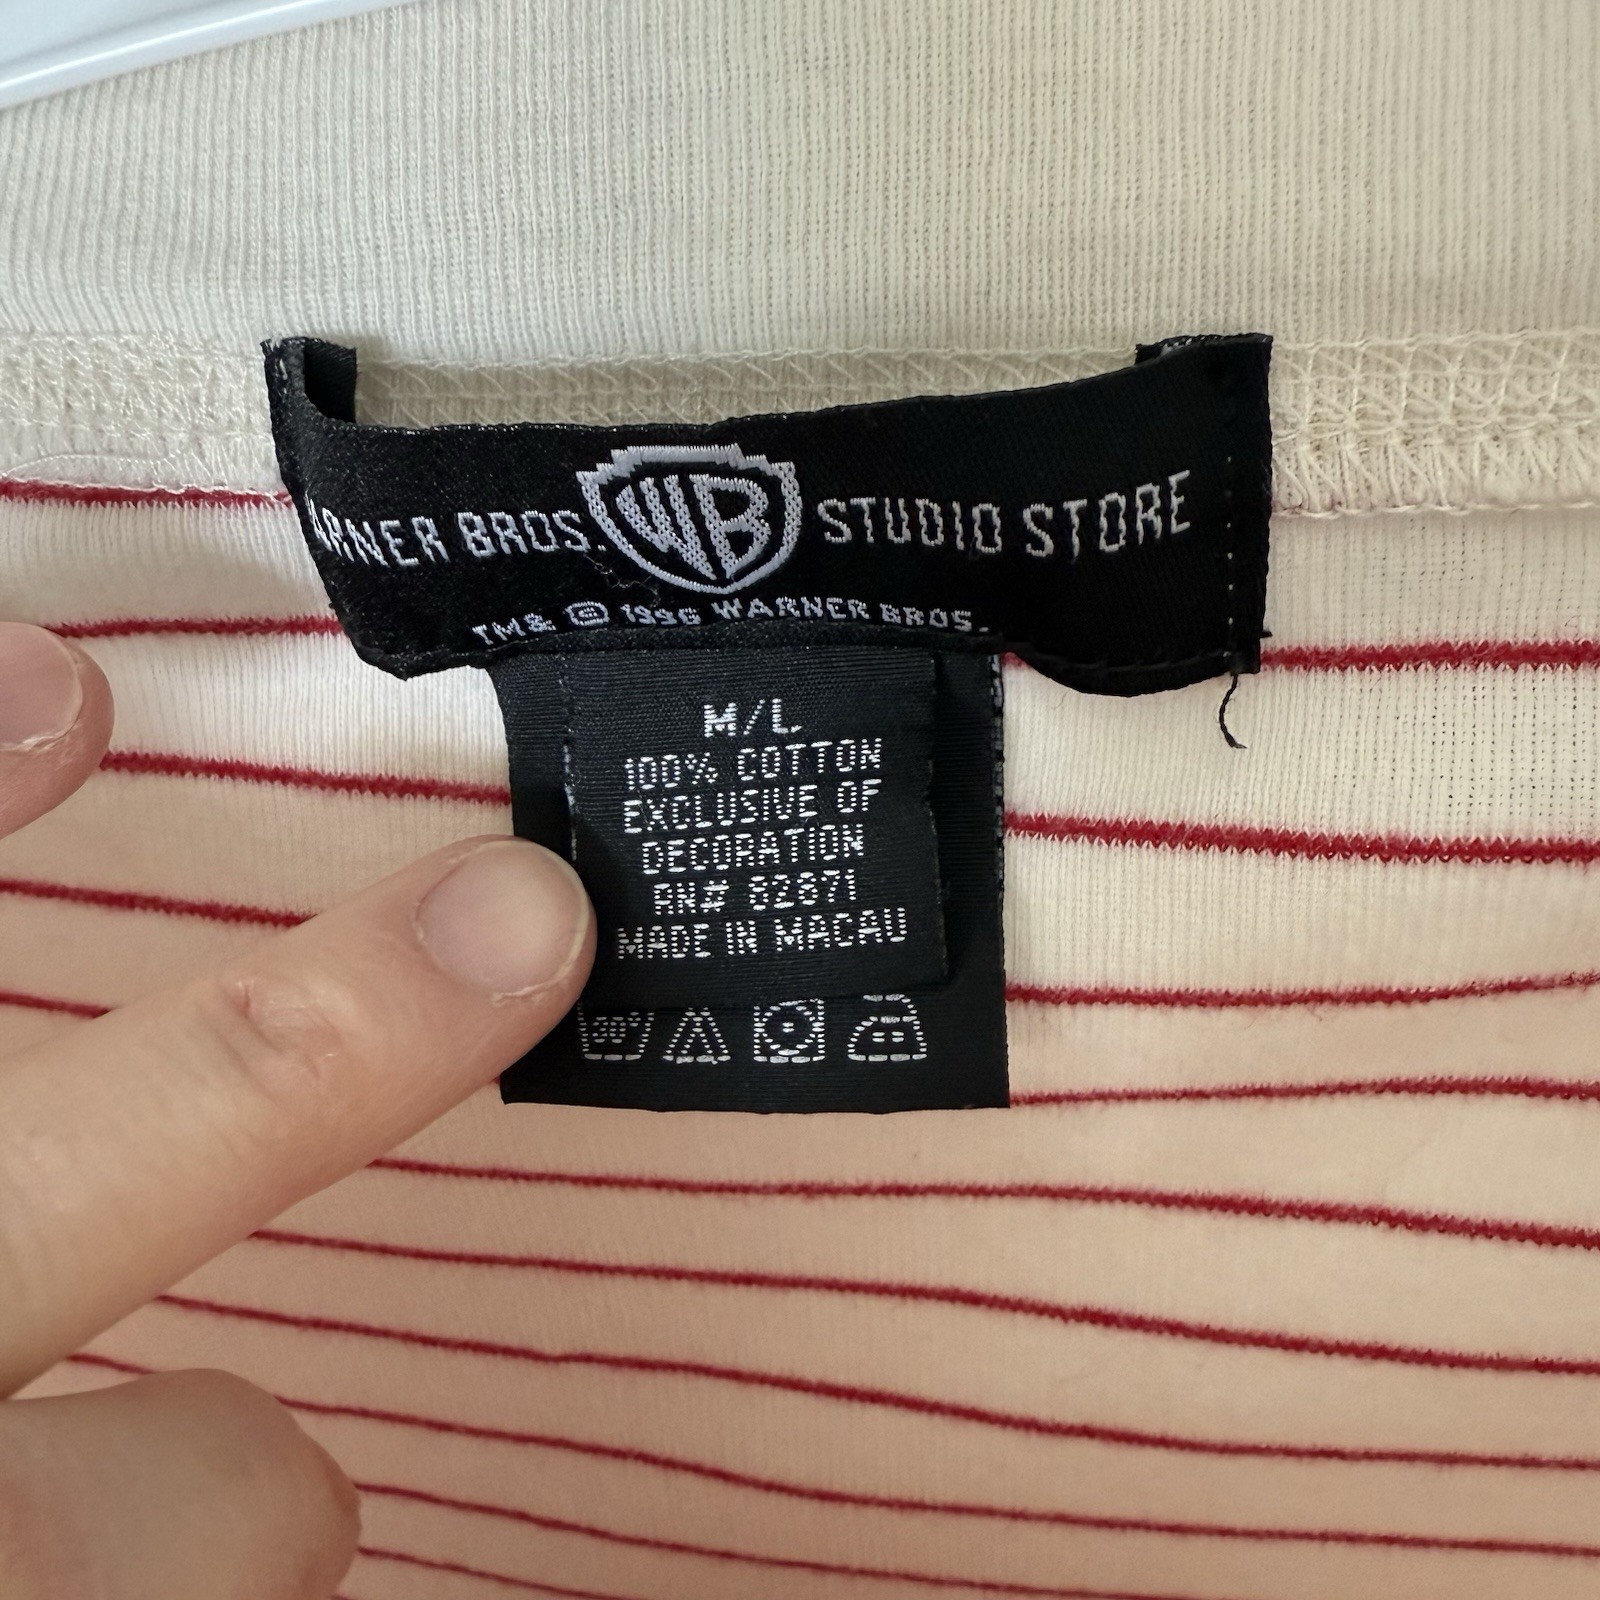 ARNER BROS. WB STUDIO STORE
TM& © 1996 WARNER BROS.
M/L
100% COTTON
EXCLUSIVE OF
DECORATION
RN# 82871
MADE IN MACAU
30°